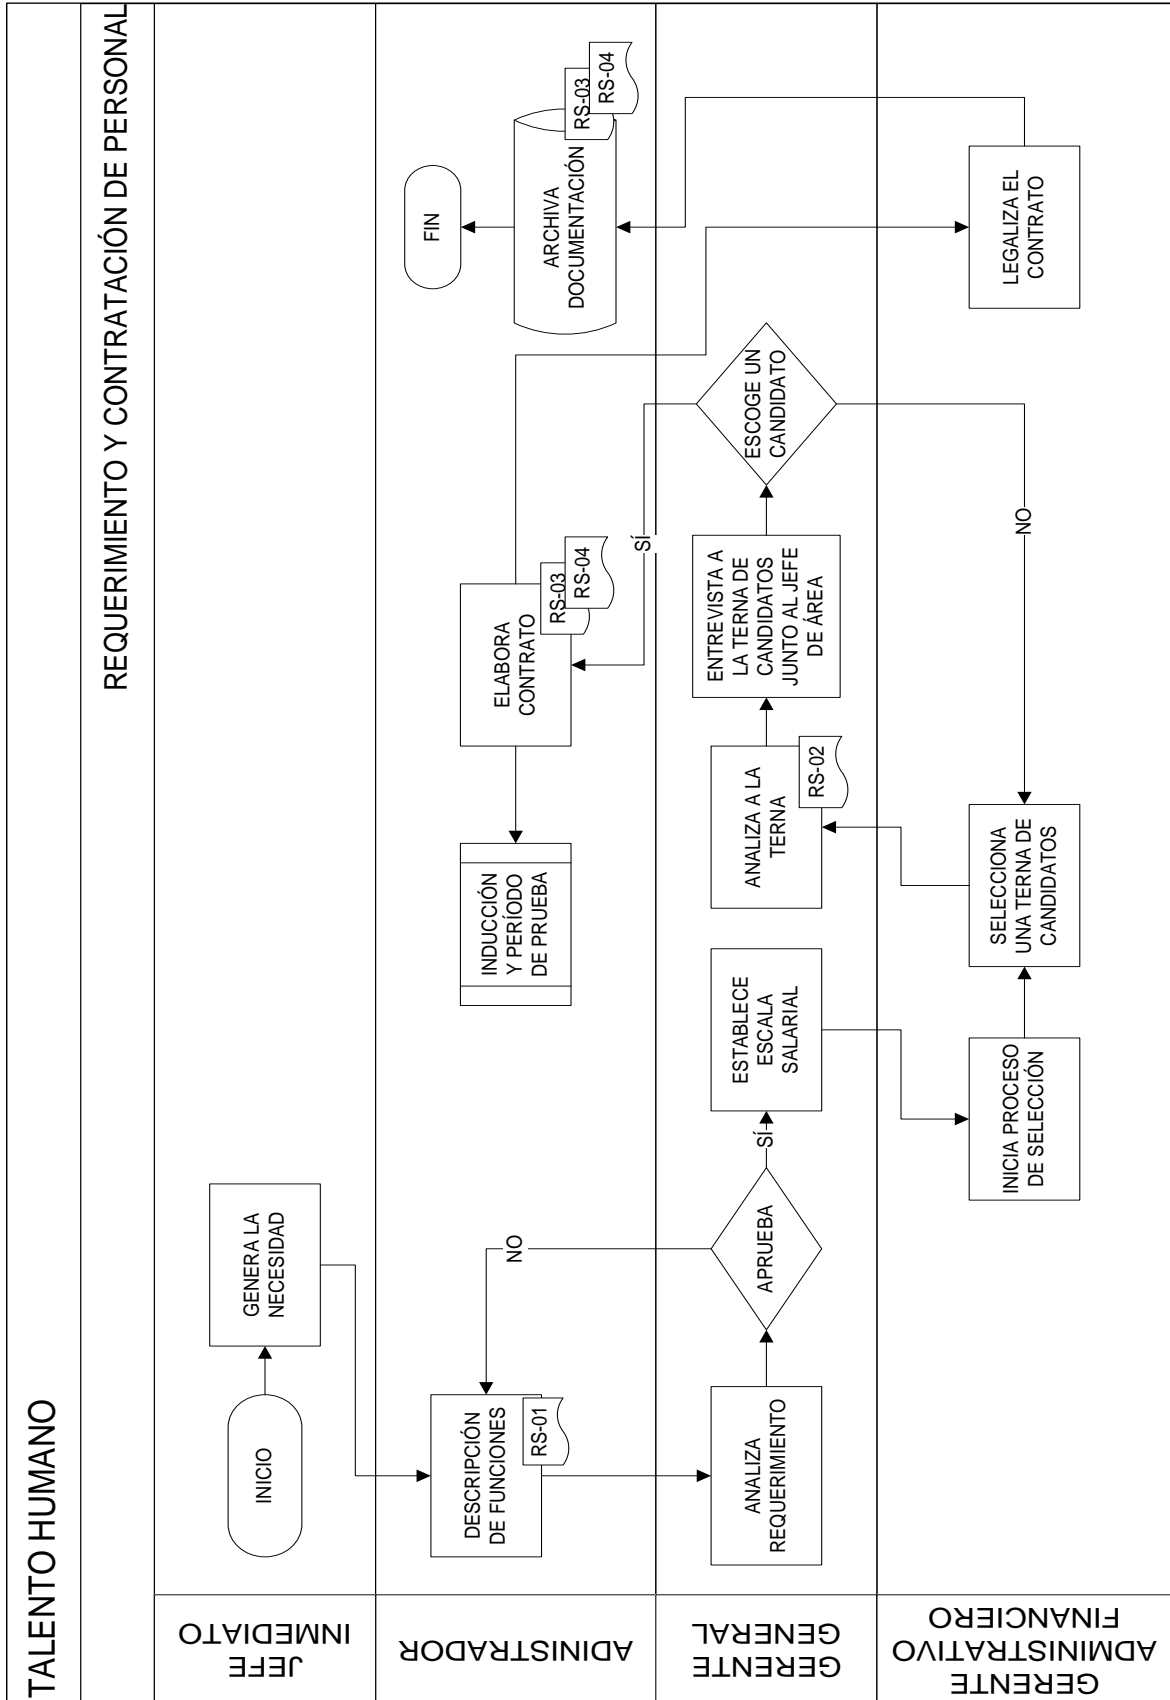 TALENTO HUMANO
REQUERIMIENTO Y CONTRATACIÓN DE PERSONAL
JEFE
INMEDIATO
INICIO
GENERA LA
NECESIDAD
ADINISTRADOR
DESCRIPCIÓN
DE FUNCIONES
RS-01
NO
INDUCCIÓN
Y PERÍODO
DE PRUEBA
ELABORA
CONTRATO
RS-03
RS-04
SÍ
ARCHIVA
DOCUMENTACIÓN
RS-03
RS-04
FIN
GERENTE
GENERAL
ANALIZA
REQUERIMIENTO
APRUEBA
SÍ
ESTABLECE
ESCALA
SALARIAL
ANALIZA A LA
TERNA
RS-02
ENTREVISTA A
LA TERNA DE
CANDIDATOS
JUNTO AL JEFE
DE ÁREA
ESCOGE UN
CANDIDATO
GERENTE
ADMINISTRATIVO
FINANCIERO
INICIA PROCESO
DE SELECCIÓN
SELECCIONA
UNA TERNA DE
CANDIDATOS
NO
LEGALIZA EL
CONTRATO